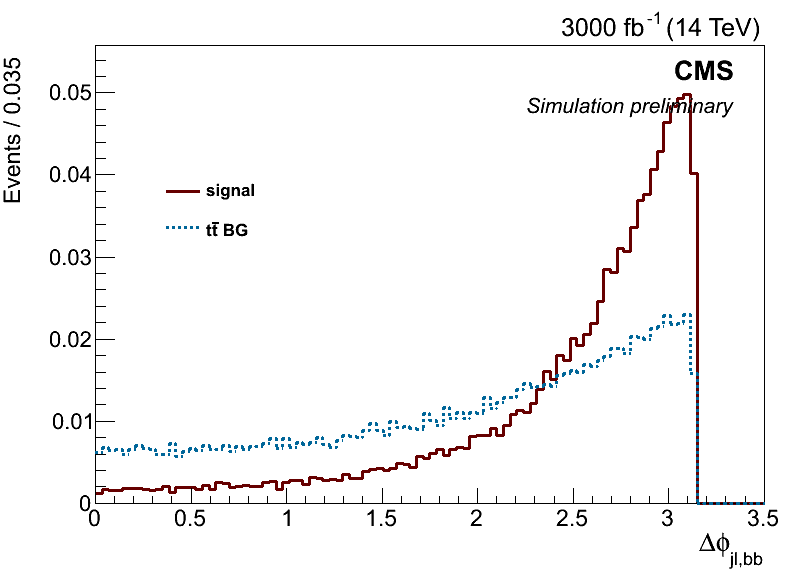 3000 fb⁻¹ (14 TeV)
CMS
Simulation preliminary
Events / 0.035
0.05
0.04
0.03
0.02
0.01
0
signal
tt̄ BG
0 0.5 1 1.5 2 2.5 3 3.5
Δϕjl,bb